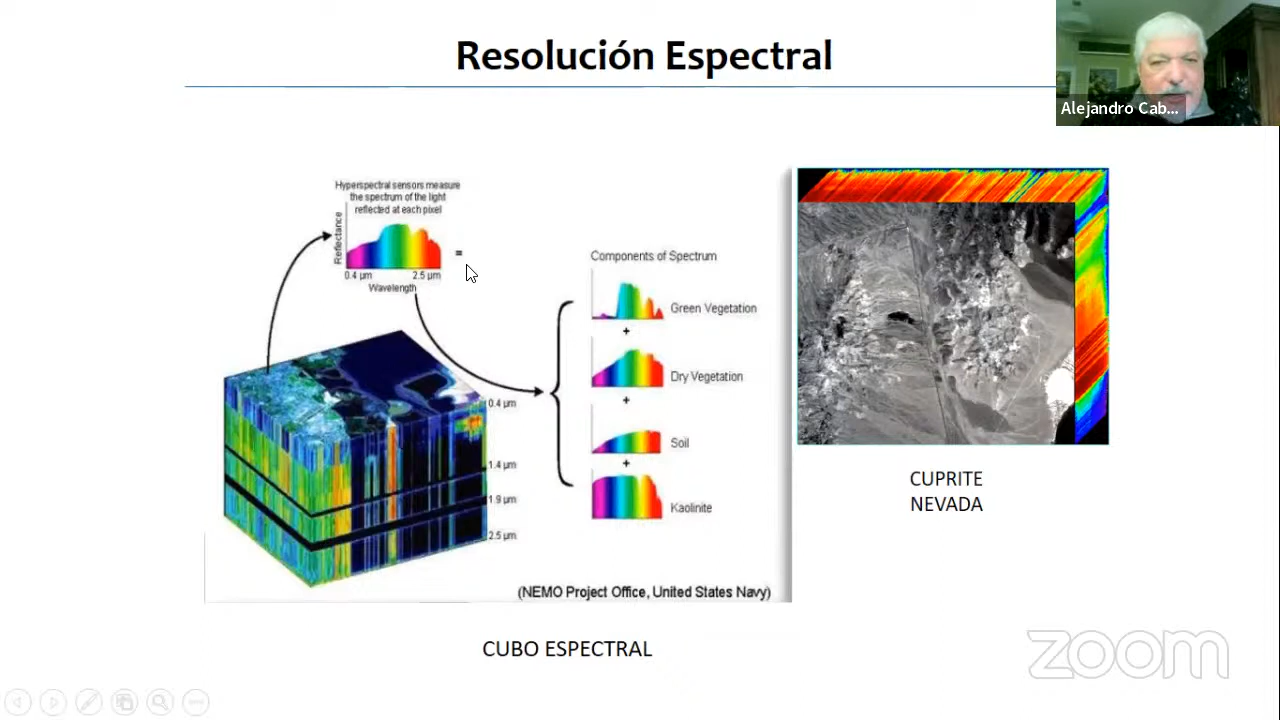 Resolución Espectral
Alejandro Cab...
Hyperspectral sensors measure
the spectrum of the light
reflected at each pixel
Reflectance
=
0.4 µm
2.5 µm
Wavelength
Components of Spectrum
Green Vegetation
+
Dry Vegetation
+
Soil
+
Kaolinite
0.4 µm
1.4 µm
1.9 µm
2.5 µm
(NEMO Project Office, United States Navy)
CUBO ESPECTRAL
CUPRITE
NEVADA
zoom